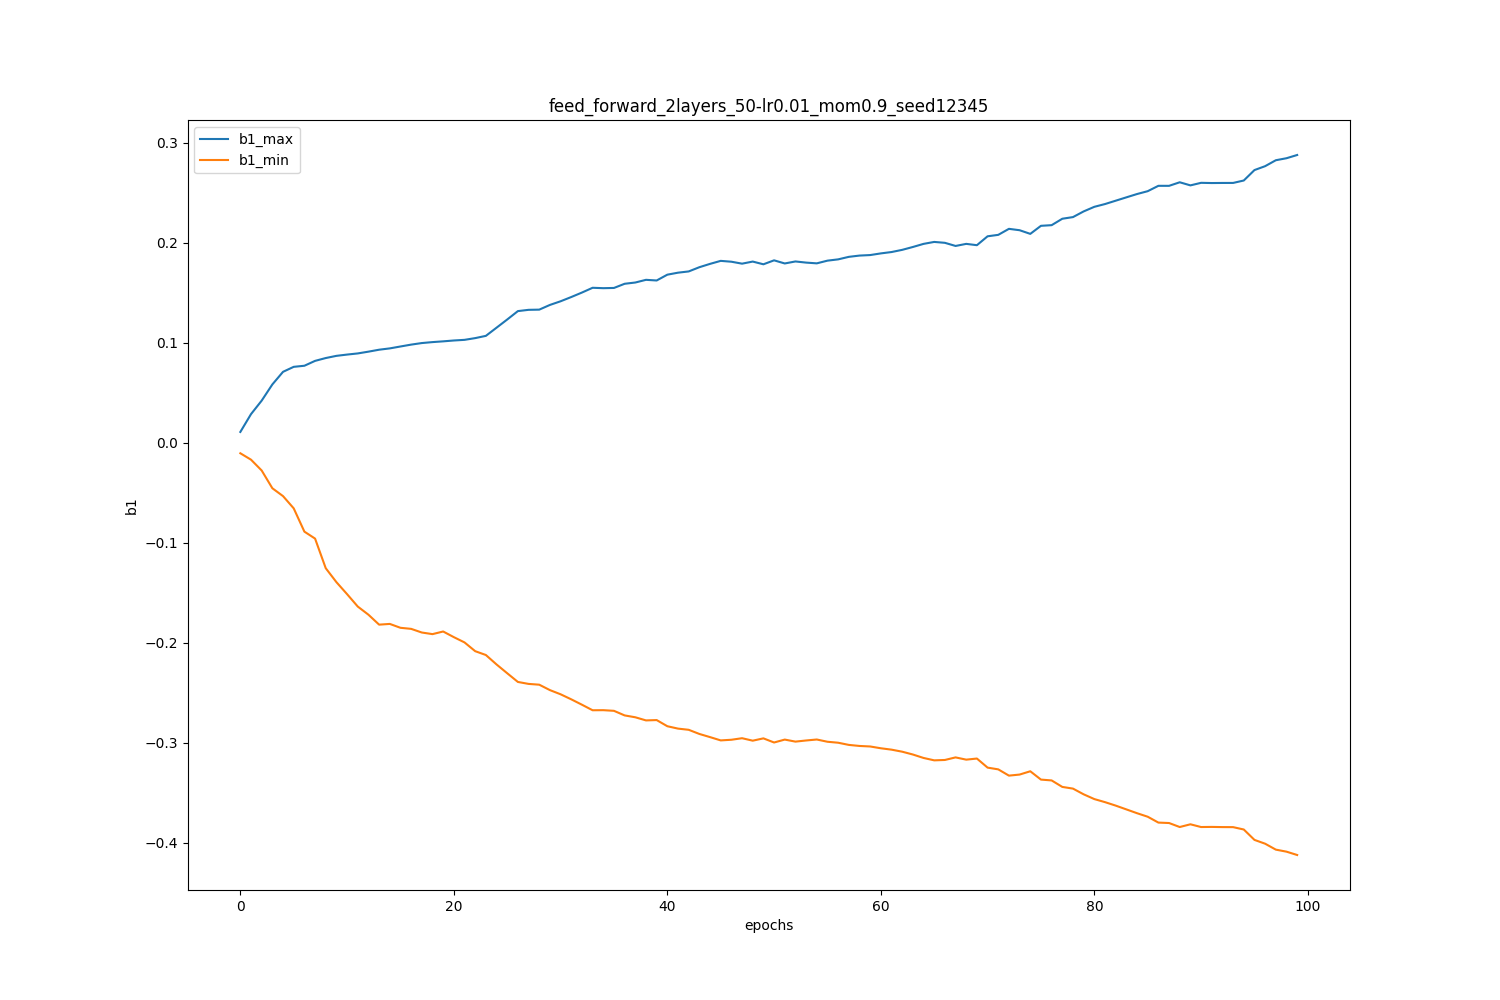 feed_forward_2layers_50-lr0.01_mom0.9_seed12345
b1_max
b1_min
0.3
0.2
0.1
0.0
−0.1
−0.2
−0.3
−0.4
b1
0 20 40 60 80 100
epochs